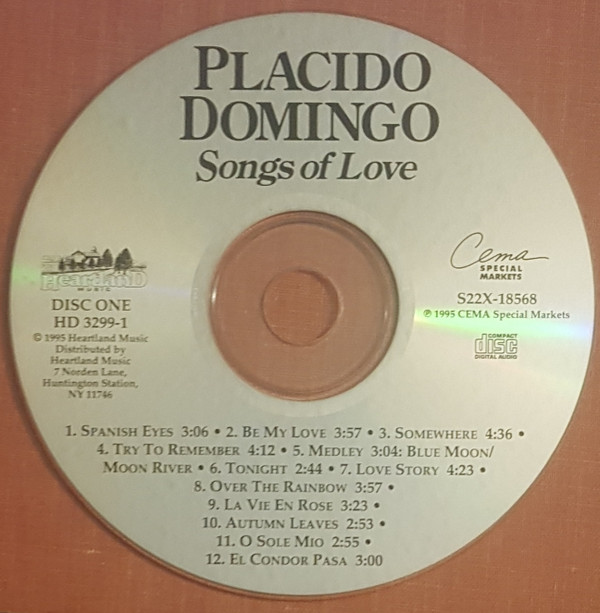 PLACIDO
DOMINGO
Songs of Love
Heartland
MUSIC
DISC ONE
HD 3299-1
© 1995 Heartland Music
Distributed by
Heartland Music
7 Norden Lane,
Huntington Station,
NY 11746
Cema
SPECIAL
MARKETS
S22X-18568
℗ 1995 CEMA Special Markets
COMPACT
disc
DIGITAL AUDIO
1. SPANISH EYES 3:06 • 2. BE MY LOVE 3:57 • 3. SOMEWHERE 4:36 •
4. TRY TO REMEMBER 4:12 • 5. MEDLEY 3:04: BLUE MOON/
MOON RIVER • 6. TONIGHT 2:44 • 7. LOVE STORY 4:23 •
8. OVER THE RAINBOW 3:57 •
9. LA VIE EN ROSE 3:23 •
10. AUTUMN LEAVES 2:53 •
11. O SOLE MIO 2:55 •
12. EL CONDOR PASA 3:00